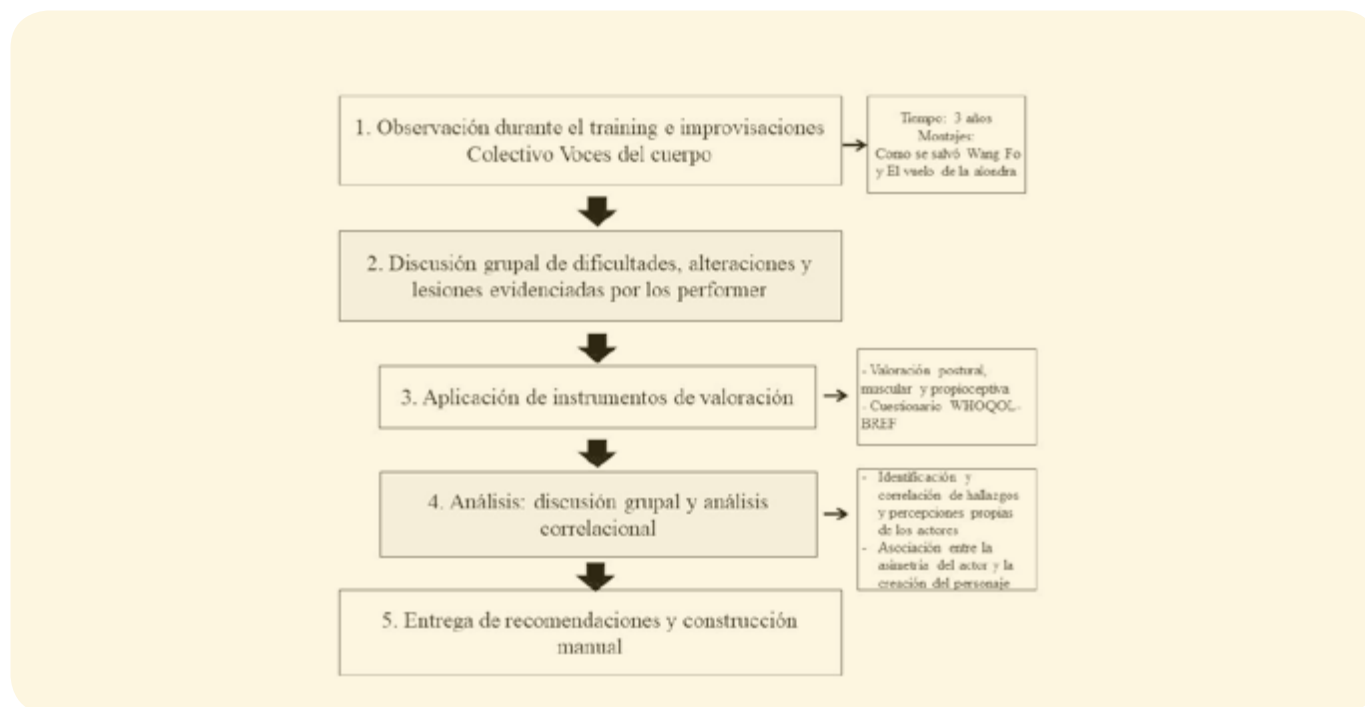 1. Observación durante el training e improvisaciones
Colectivo Voces del cuerpo
Tiempo: 3 años
Montajes:
Como se salvó Wang Fo
y El vuelo de la alondra
2. Discusión grupal de dificultades, alteraciones y
lesiones evidenciadas por los performer
3. Aplicación de instrumentos de valoración
- Valoración postural,
muscular y propioceptiva
- Cuestionario WHOQOL-
BREF
4. Análisis: discusión grupal y análisis
correlacional
- Identificación y
correlación de hallazgos
y percepciones propias
de los actores
- Asociación entre la
asimetría del actor y la
creación del personaje
5. Entrega de recomendaciones y construcción
manual